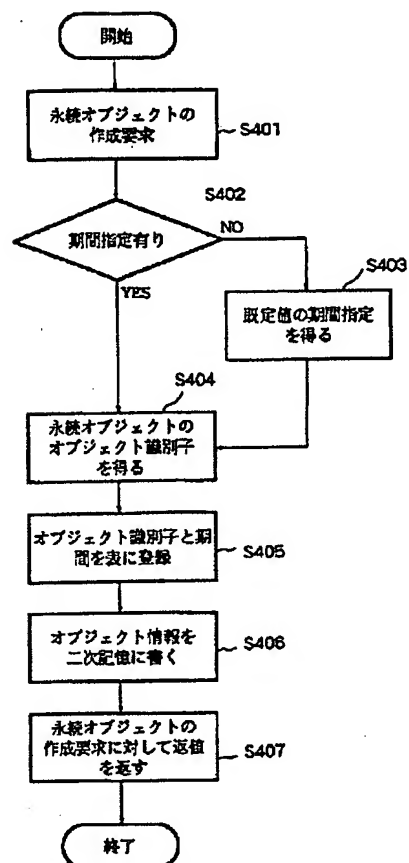 開始
永続オブジェクトの
作成要求
S401
S402
期間指定有り
NO
YES
S403
既定値の期間指定
を得る
S404
永続オブジェクトの
オブジェクト識別子
を得る
オブジェクト識別子と期
間を表に登録
S405
オブジェクト情報を
二次記憶に書く
S406
永続オブジェクトの
作成要求に対して返値
を返す
S407
終了